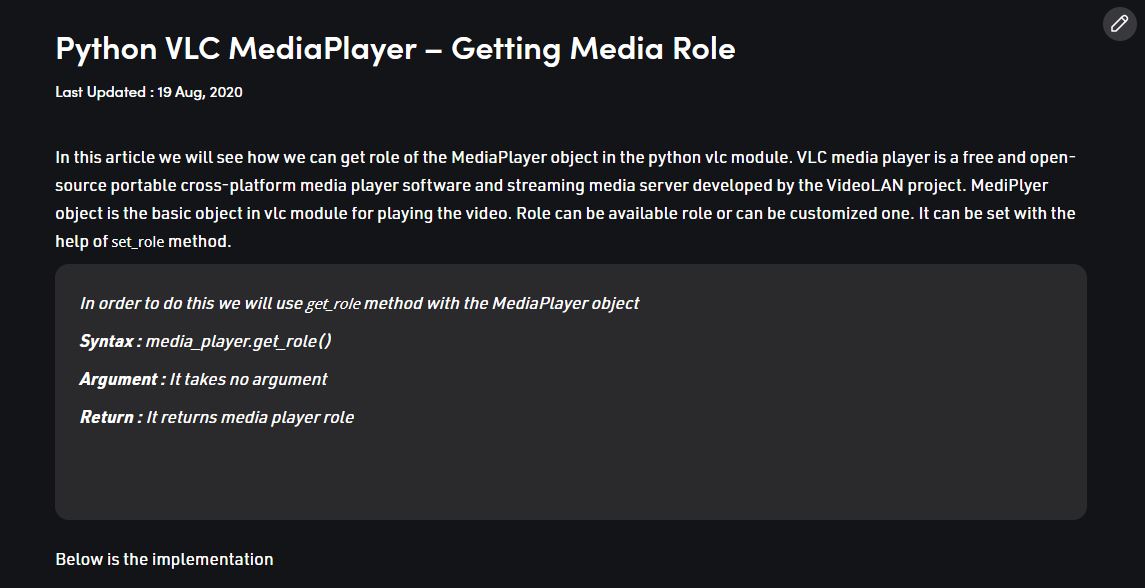 Python VLC MediaPlayer – Getting Media Role
Last Updated : 19 Aug, 2020
In this article we will see how we can get role of the MediaPlayer object in the python vlc module. VLC media player is a free and open-
source portable cross-platform media player software and streaming media server developed by the VideoLAN project. MediPlyer
object is the basic object in vlc module for playing the video. Role can be available role or can be customized one. It can be set with the
help of set_role method.
In order to do this we will use get_role method with the MediaPlayer object
Syntax : media_player.get_role()
Argument : It takes no argument
Return : It returns media player role
Below is the implementation